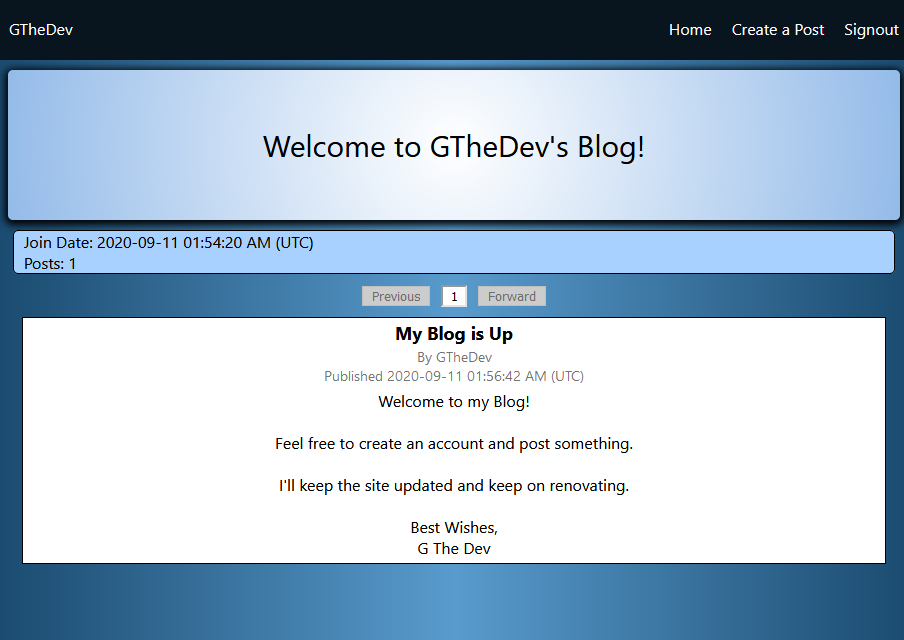 GTheDev Home Create a Post Signout
Welcome to GTheDev's Blog!
Join Date: 2020-09-11 01:54:20 AM (UTC)
Posts: 1
Previous 1 Forward
My Blog is Up
By GTheDev
Published 2020-09-11 01:56:42 AM (UTC)
Welcome to my Blog!
Feel free to create an account and post something.
I'll keep the site updated and keep on renovating.
Best Wishes,
G The Dev